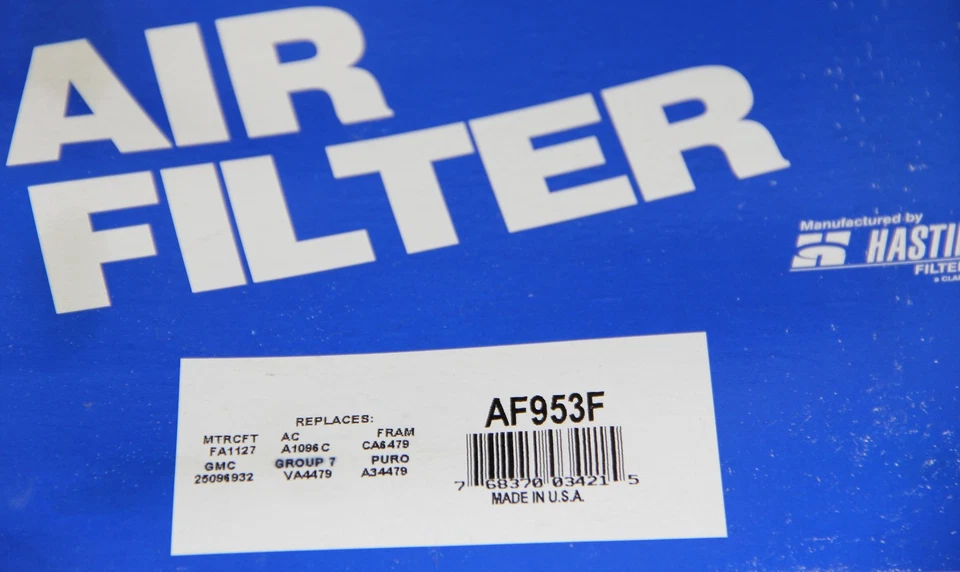 AIR
FILTER
Manufactured by
HASTI
FILTE
a CLA
REPLACES:
MTRCFT AC FRAM
FA1127 A1096C CA6479
GMC GROUP 7 PURO
25096932 VA4479 A34479
AF953F
7 68370 03421 5
MADE IN U.S.A.